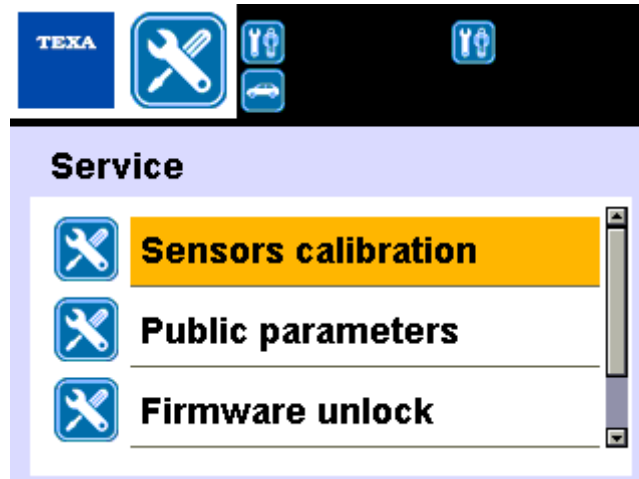 TEXA
Service
Sensors calibration
Public parameters
Firmware unlock